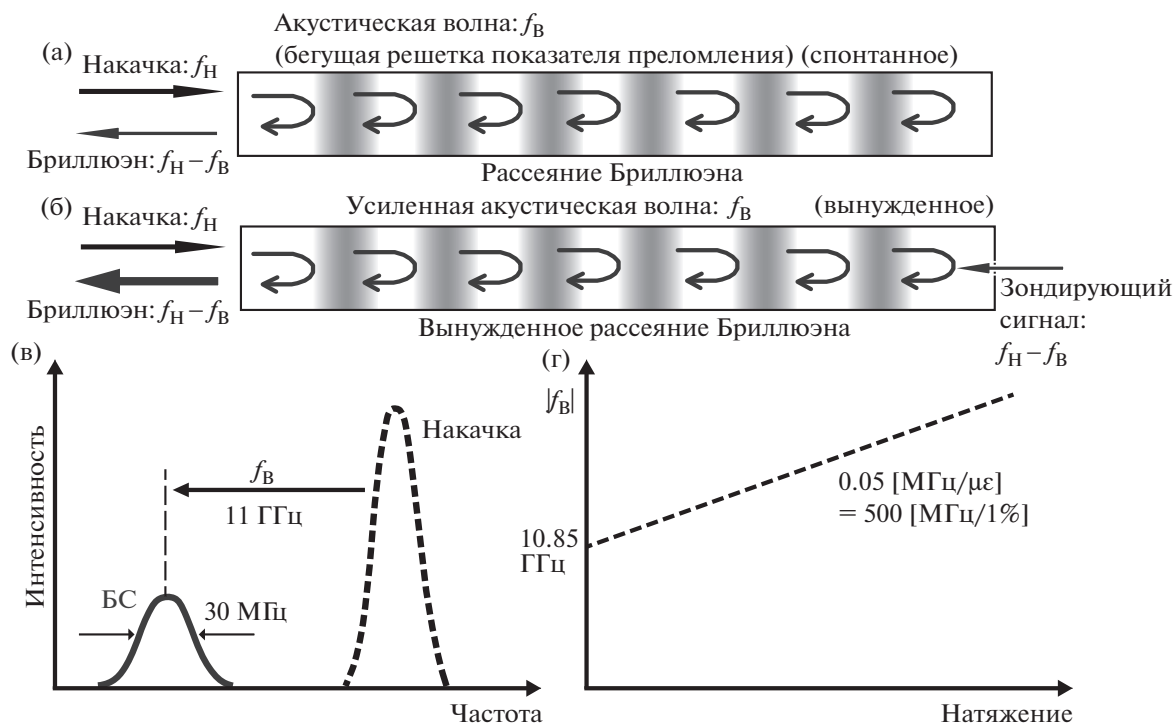 (а)
Акустическая волна: f_B
(бегущая решетка показателя преломления) (спонтанное)
Накачка: f_H
Бриллюэн: f_H – f_B
Рассеяние Бриллюэна
(б)
Накачка: f_H
Усиленная акустическая волна: f_B
(вынужденное)
Бриллюэн: f_H – f_B
Вынужденное рассеяние Бриллюэна
Зондирующий
сигнал:
f_H – f_B
(в)
Интенсивность
Накачка
f_B
11 ГГц
БС
30 МГц
Частота
(г)
|f_B|
0.05 [МГц/με]
= 500 [МГц/1%]
10.85
ГГц
Натяжение